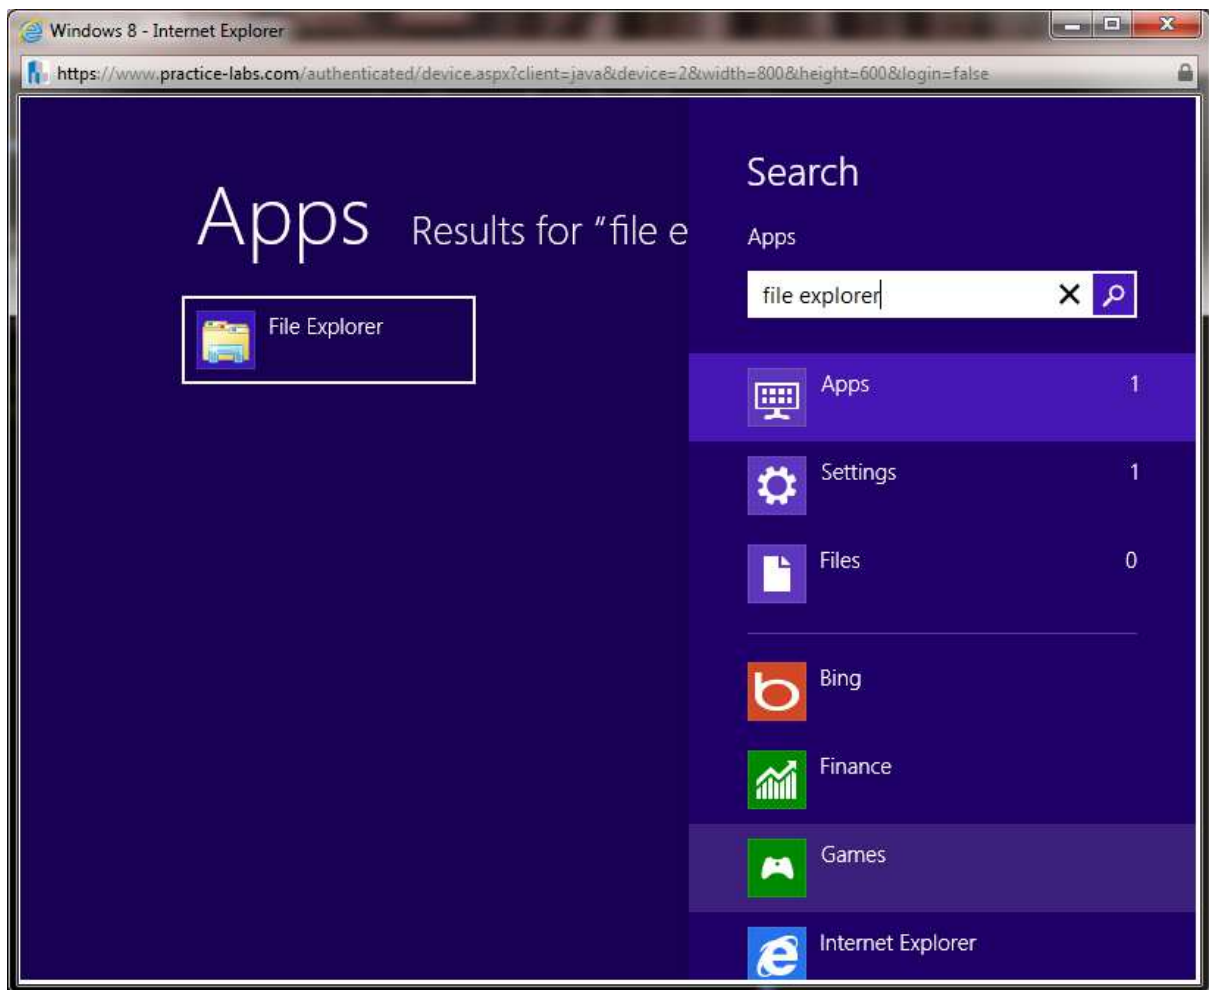 Windows 8 - Internet Explorer
https://www.practice-labs.com/authenticated/device.aspx?client=java&device=2&width=800&height=600&login=false
Apps Results for "file e
File Explorer
Search
Apps
file explorer
Apps 1
Settings 1
Files 0
Bing
Finance
Games
Internet Explorer